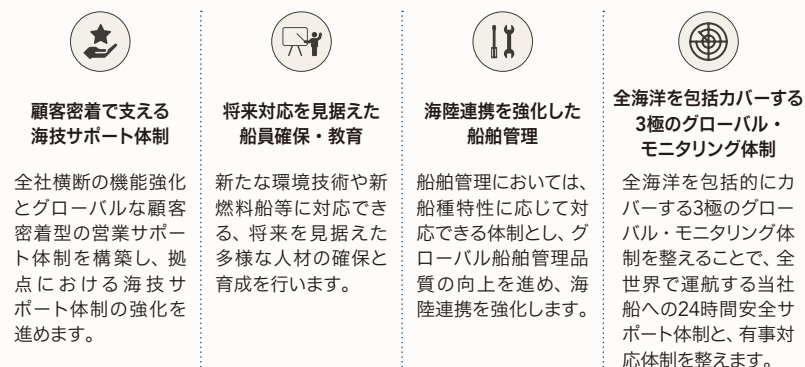 顧客密着で支える
海技サポート体制
全社横断の機能強化
とグローバルな顧客
密着型の営業サポー
ト体制を構築し、拠
点における海技サ
ポート体制の強化を
進めます。
将来対応を見据えた
船員確保・教育
新たな環境技術や新
燃料船等に対応でき
る、将来を見据えた
多様な人材の確保と
育成を行います。
海陸連携を強化した
船舶管理
船舶管理においては、
船種特性に応じて対
応できる体制とし、グ
ローバル船舶管理品
質の向上を進め、海
陸連携を強化します。
全海洋を包括カバーする
3極のグローバル・
モニタリング体制
全海洋を包括的にカ
バーする3極のグロー
バル・モニタリング体
制を整えることで、全
世界で運航する当社
船への24時間安全サ
ポート体制と、有事対
応体制を整えます。